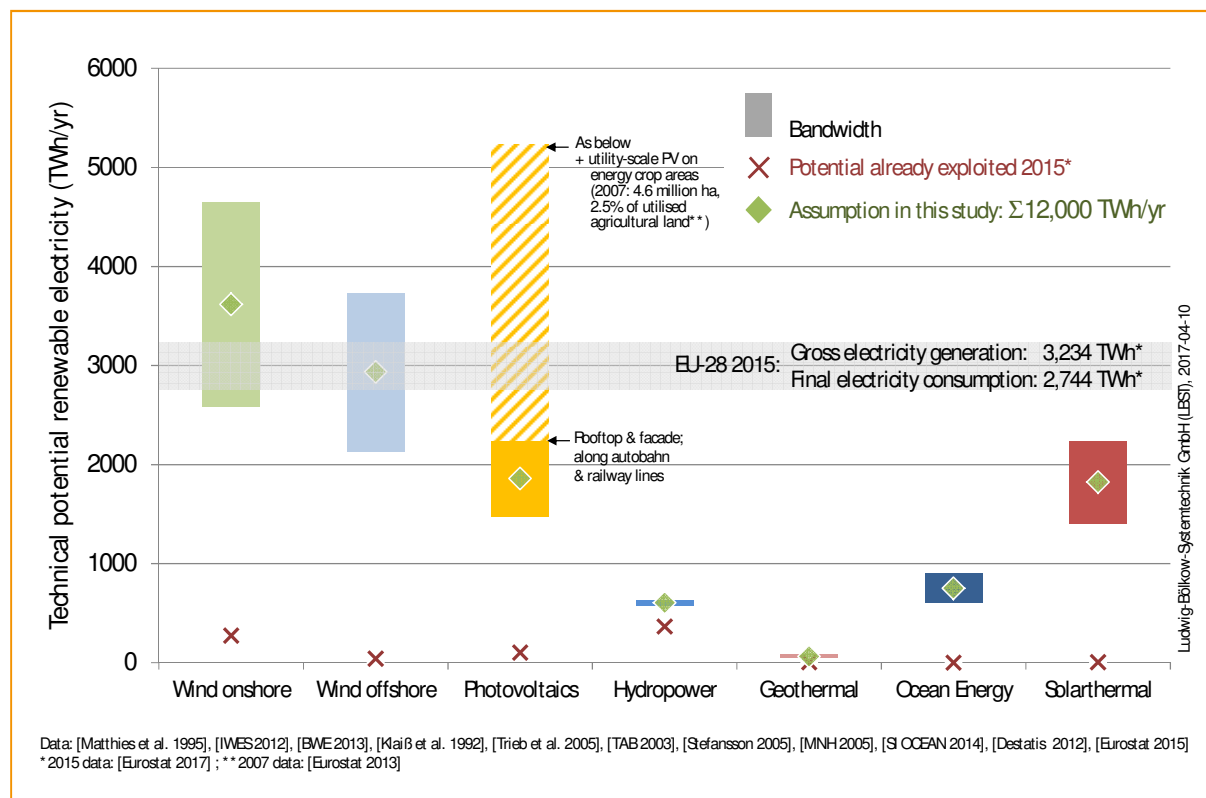 6000
5000
4000
3000
2000
1000
0
Technical potential renewable electricity (TWh/yr)
Bandwidth
Potential already exploited 2015*
Assumption in this study: Σ12,000 TWh/yr
As below
+ utility-scale PV on
energy crop areas
(2007: 4.6 million ha,
2.5% of utilised
agricultural land**)
EU-28 2015:
Gross electricity generation: 3,234 TWh*
Final electricity consumption: 2,744 TWh*
Rooftop & facade;
along autobahn
& railway lines
Wind onshore
Wind offshore
Photovoltaics
Hydropower
Geothermal
Ocean Energy
Solarthermal
Ludwig-Bölkow-Systemtechnik GmbH (LBST), 2017-04-10
Data: [Matthies et al. 1995], [IWES 2012], [BWE 2013], [Klaiß et al. 1992], [Trieb et al. 2005], [TAB 2003], [Stefansson 2005], [MNH 2005], [SI OCEAN 2014], [Destatis 2012], [Eurostat 2015]
* 2015 data: [Eurostat 2017] ; ** 2007 data: [Eurostat 2013]